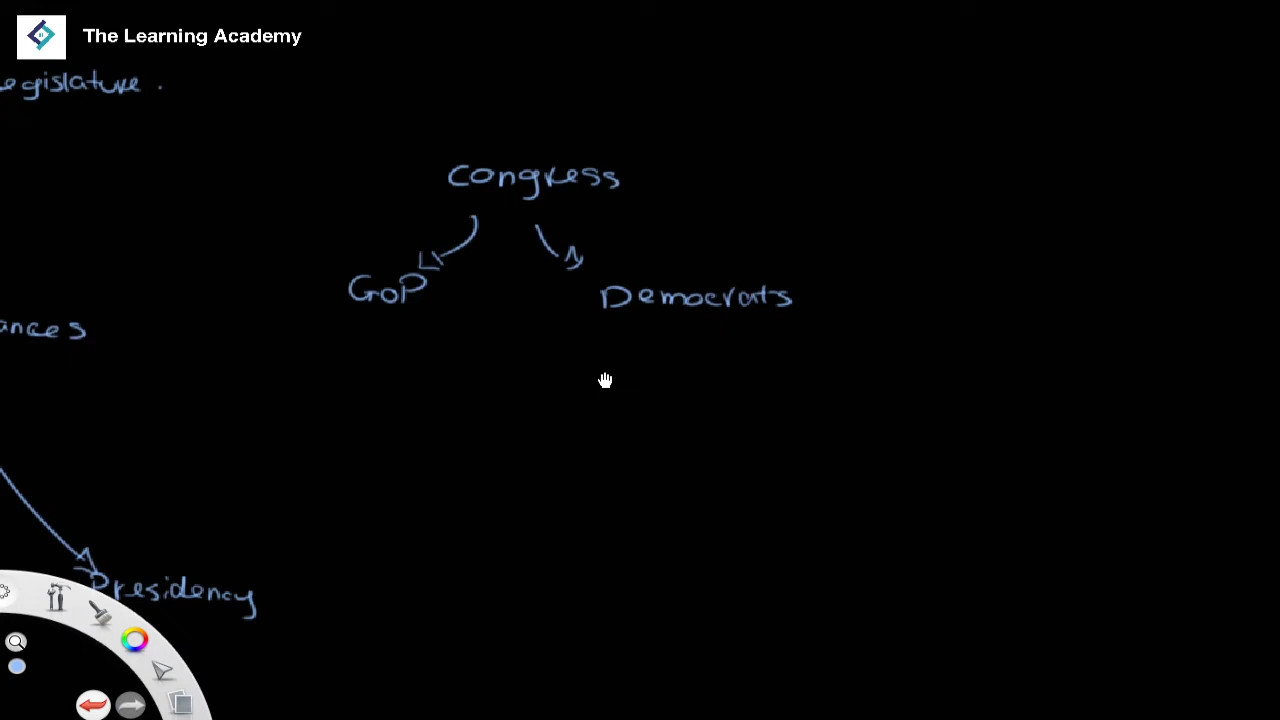 The Learning Academy
egislature.
Congress
GOP
Democrats
ances
Presidency